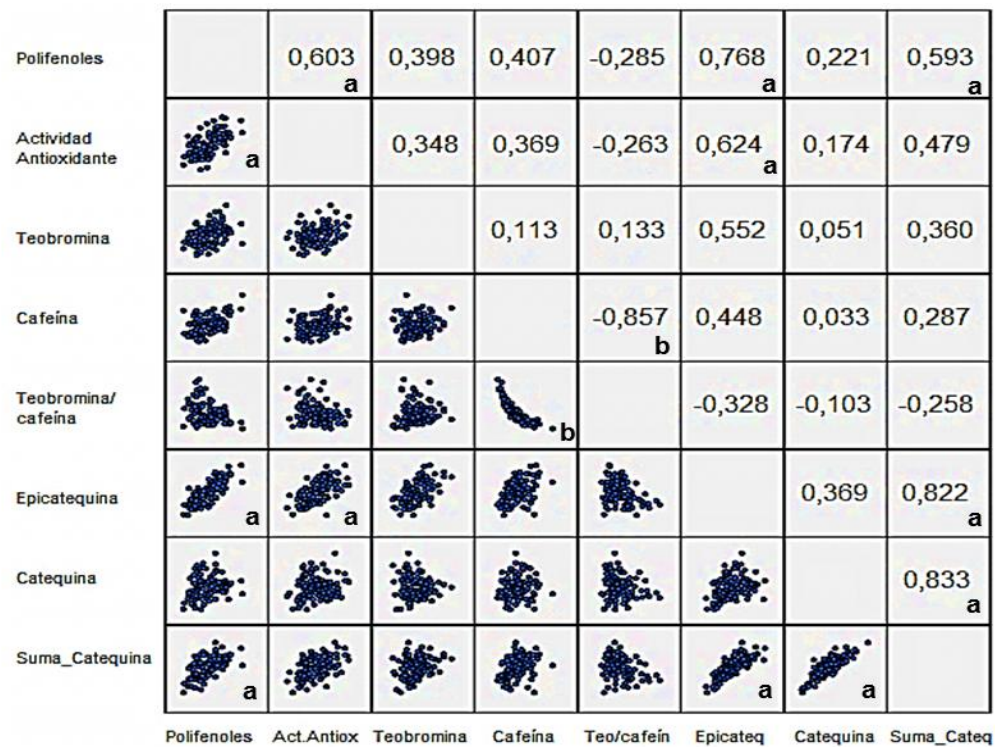 Polifenoles 0,603 a 0,398 0,407 -0,285 0,768 a 0,221 0,593 a
Actividad
Antioxidante a 0,348 0,369 -0,263 0,624 a 0,174 0,479
Teobromina 0,113 0,133 0,552 0,051 0,360
Cafeína -0,857 b 0,448 0,033 0,287
Teobromina/
cafeína b -0,328 -0,103 -0,258
Epicatequina a a 0,369 0,822 a
Catequina 0,833 a
Suma_Catequina a a a
Polifenoles Act.Antiox Teobromina Cafeína Teo/cafeín Epicateq Catequina Suma_Cateq